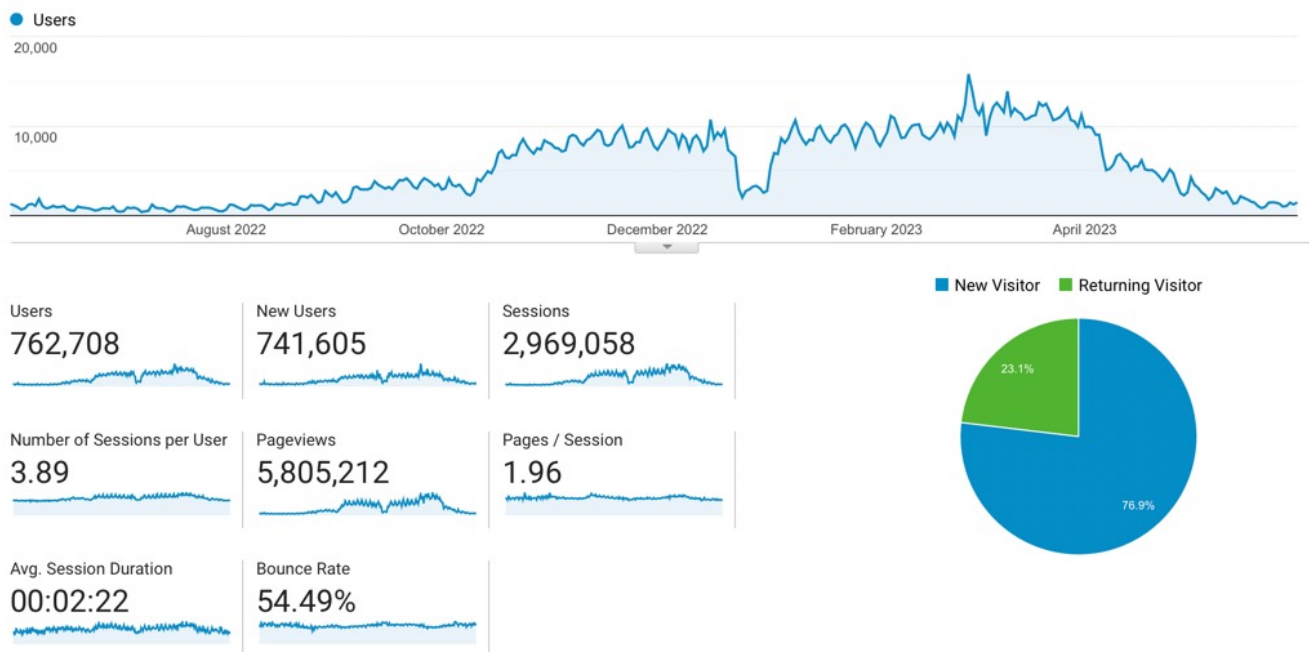 Users
20,000
10,000
August 2022
October 2022
December 2022
February 2023
April 2023
New Visitor
Returning Visitor
Users
New Users
Sessions
762,708
741,605
2,969,058
23.1%
Number of Sessions per User
Pageviews
Pages / Session
3.89
5,805,212
1.96
76.9%
Avg. Session Duration
Bounce Rate
00:02:22
54.49%